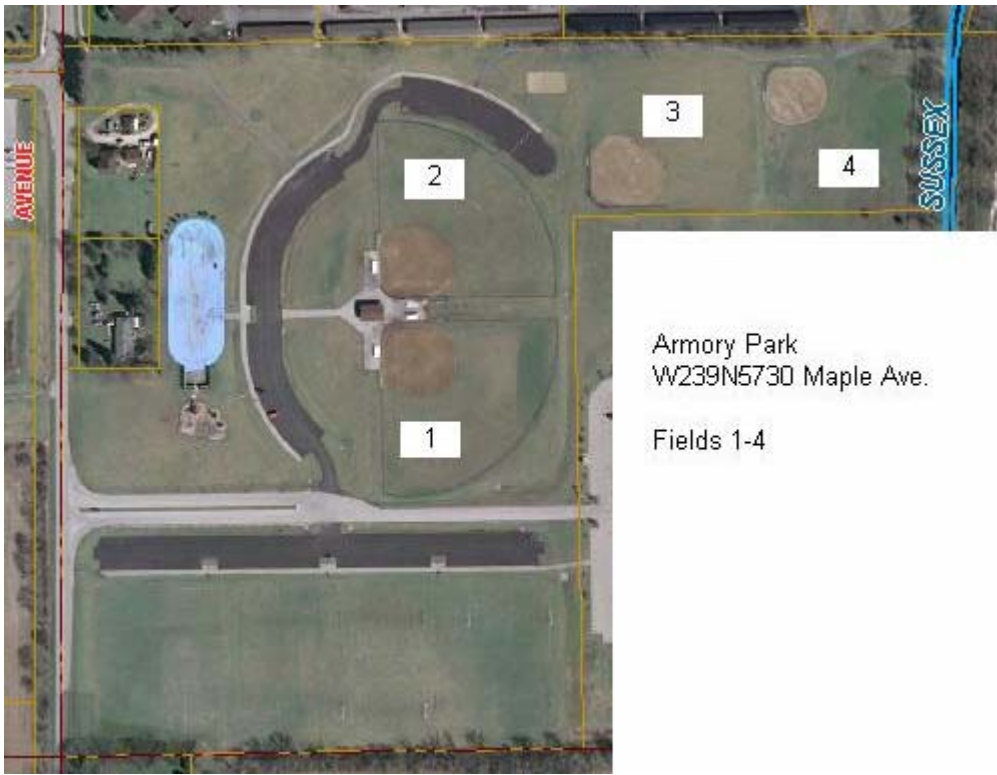 AVENUE
SUSSEX
3
4
2
1
Armory Park
W239N5730 Maple Ave.
Fields 1-4